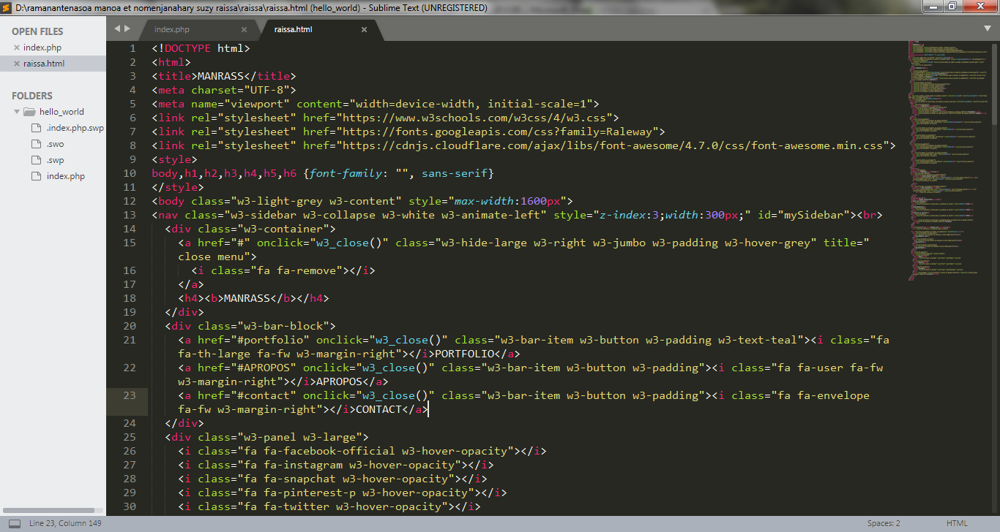 D:\ramanantenasoa manoa et nomenjanahary suzy raissa\raissa\raissa.html (hello_world) - Sublime Text (UNREGISTERED)
OPEN FILES
index.php
raissa.html
FOLDERS
hello_world
.index.php.swp
.swo
.swp
index.php
index.php
raissa.html
1 <!DOCTYPE html>
2 <html>
3 <title>MANRASS</title>
4 <meta charset="UTF-8">
5 <meta name="viewport" content="width=device-width, initial-scale=1">
6 <link rel="stylesheet" href="https://www.w3schools.com/w3css/4/w3.css">
7 <link rel="stylesheet" href="https://fonts.googleapis.com/css?family=Raleway">
8 <link rel="stylesheet" href="https://cdnjs.cloudflare.com/ajax/libs/font-awesome/4.7.0/css/font-awesome.min.css">
9 <style>
10 body,h1,h2,h3,h4,h5,h6 {font-family: "", sans-serif}
11 </style>
12 <body class="w3-light-grey w3-content" style="max-width:1600px">
13 <nav class="w3-sidebar w3-collapse w3-white w3-animate-left" style="z-index:3;width:300px;" id="mySidebar"><br>
14 <div class="w3-container">
15 <a href="#" onclick="w3_close()" class="w3-hide-large w3-right w3-jumbo w3-padding w3-hover-grey" title="
close menu">
16 <i class="fa fa-remove"></i>
17 </a>
18 <h4><b>MANRASS</b></h4>
19 </div>
20 <div class="w3-bar-block">
21 <a href="#portfolio" onclick="w3_close()" class="w3-bar-item w3-button w3-padding w3-text-teal"><i class="fa
fa-th-large fa-fw w3-margin-right"></i>PORTFOLIO</a>
22 <a href="#APROPOS" onclick="w3_close()" class="w3-bar-item w3-button w3-padding"><i class="fa fa-user fa-fw
w3-margin-right"></i>APROPOS</a>
23 <a href="#contact" onclick="w3_close()" class="w3-bar-item w3-button w3-padding"><i class="fa fa-envelope
fa-fw w3-margin-right"></i>CONTACT</a>
24 </div>
25 <div class="w3-panel w3-large">
26 <i class="fa fa-facebook-official w3-hover-opacity"></i>
27 <i class="fa fa-instagram w3-hover-opacity"></i>
28 <i class="fa fa-snapchat w3-hover-opacity"></i>
29 <i class="fa fa-pinterest-p w3-hover-opacity"></i>
30 <i class="fa fa-twitter w3-hover-opacity"></i>
Line 23, Column 149
Spaces: 2
HTML